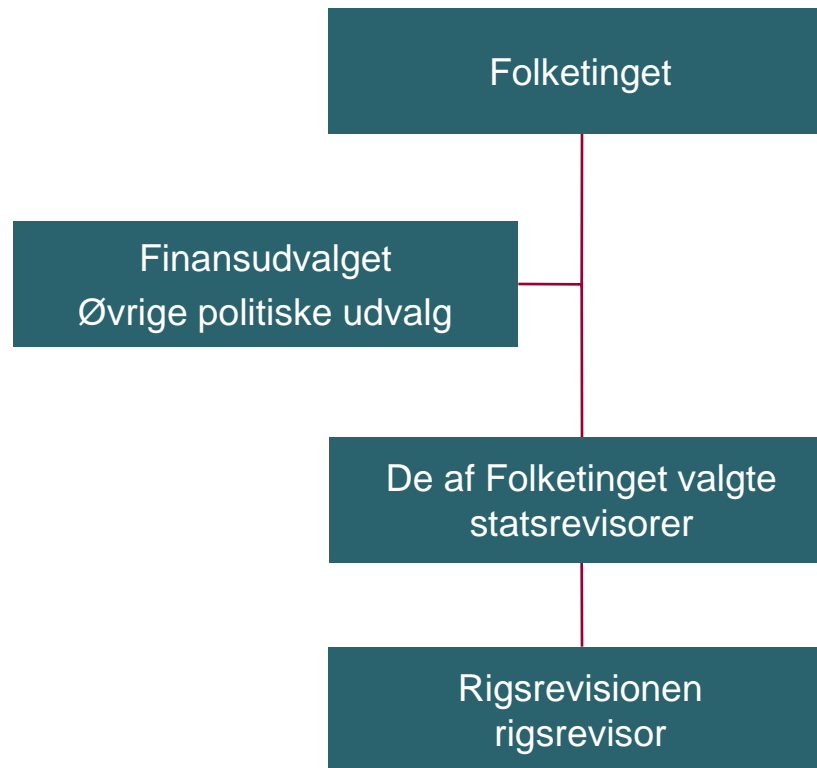 Folketinget
Finansudvalget
Øvrige politiske udvalg
De af Folketinget valgte
statsrevisorer
Rigsrevisionen
rigsrevisor